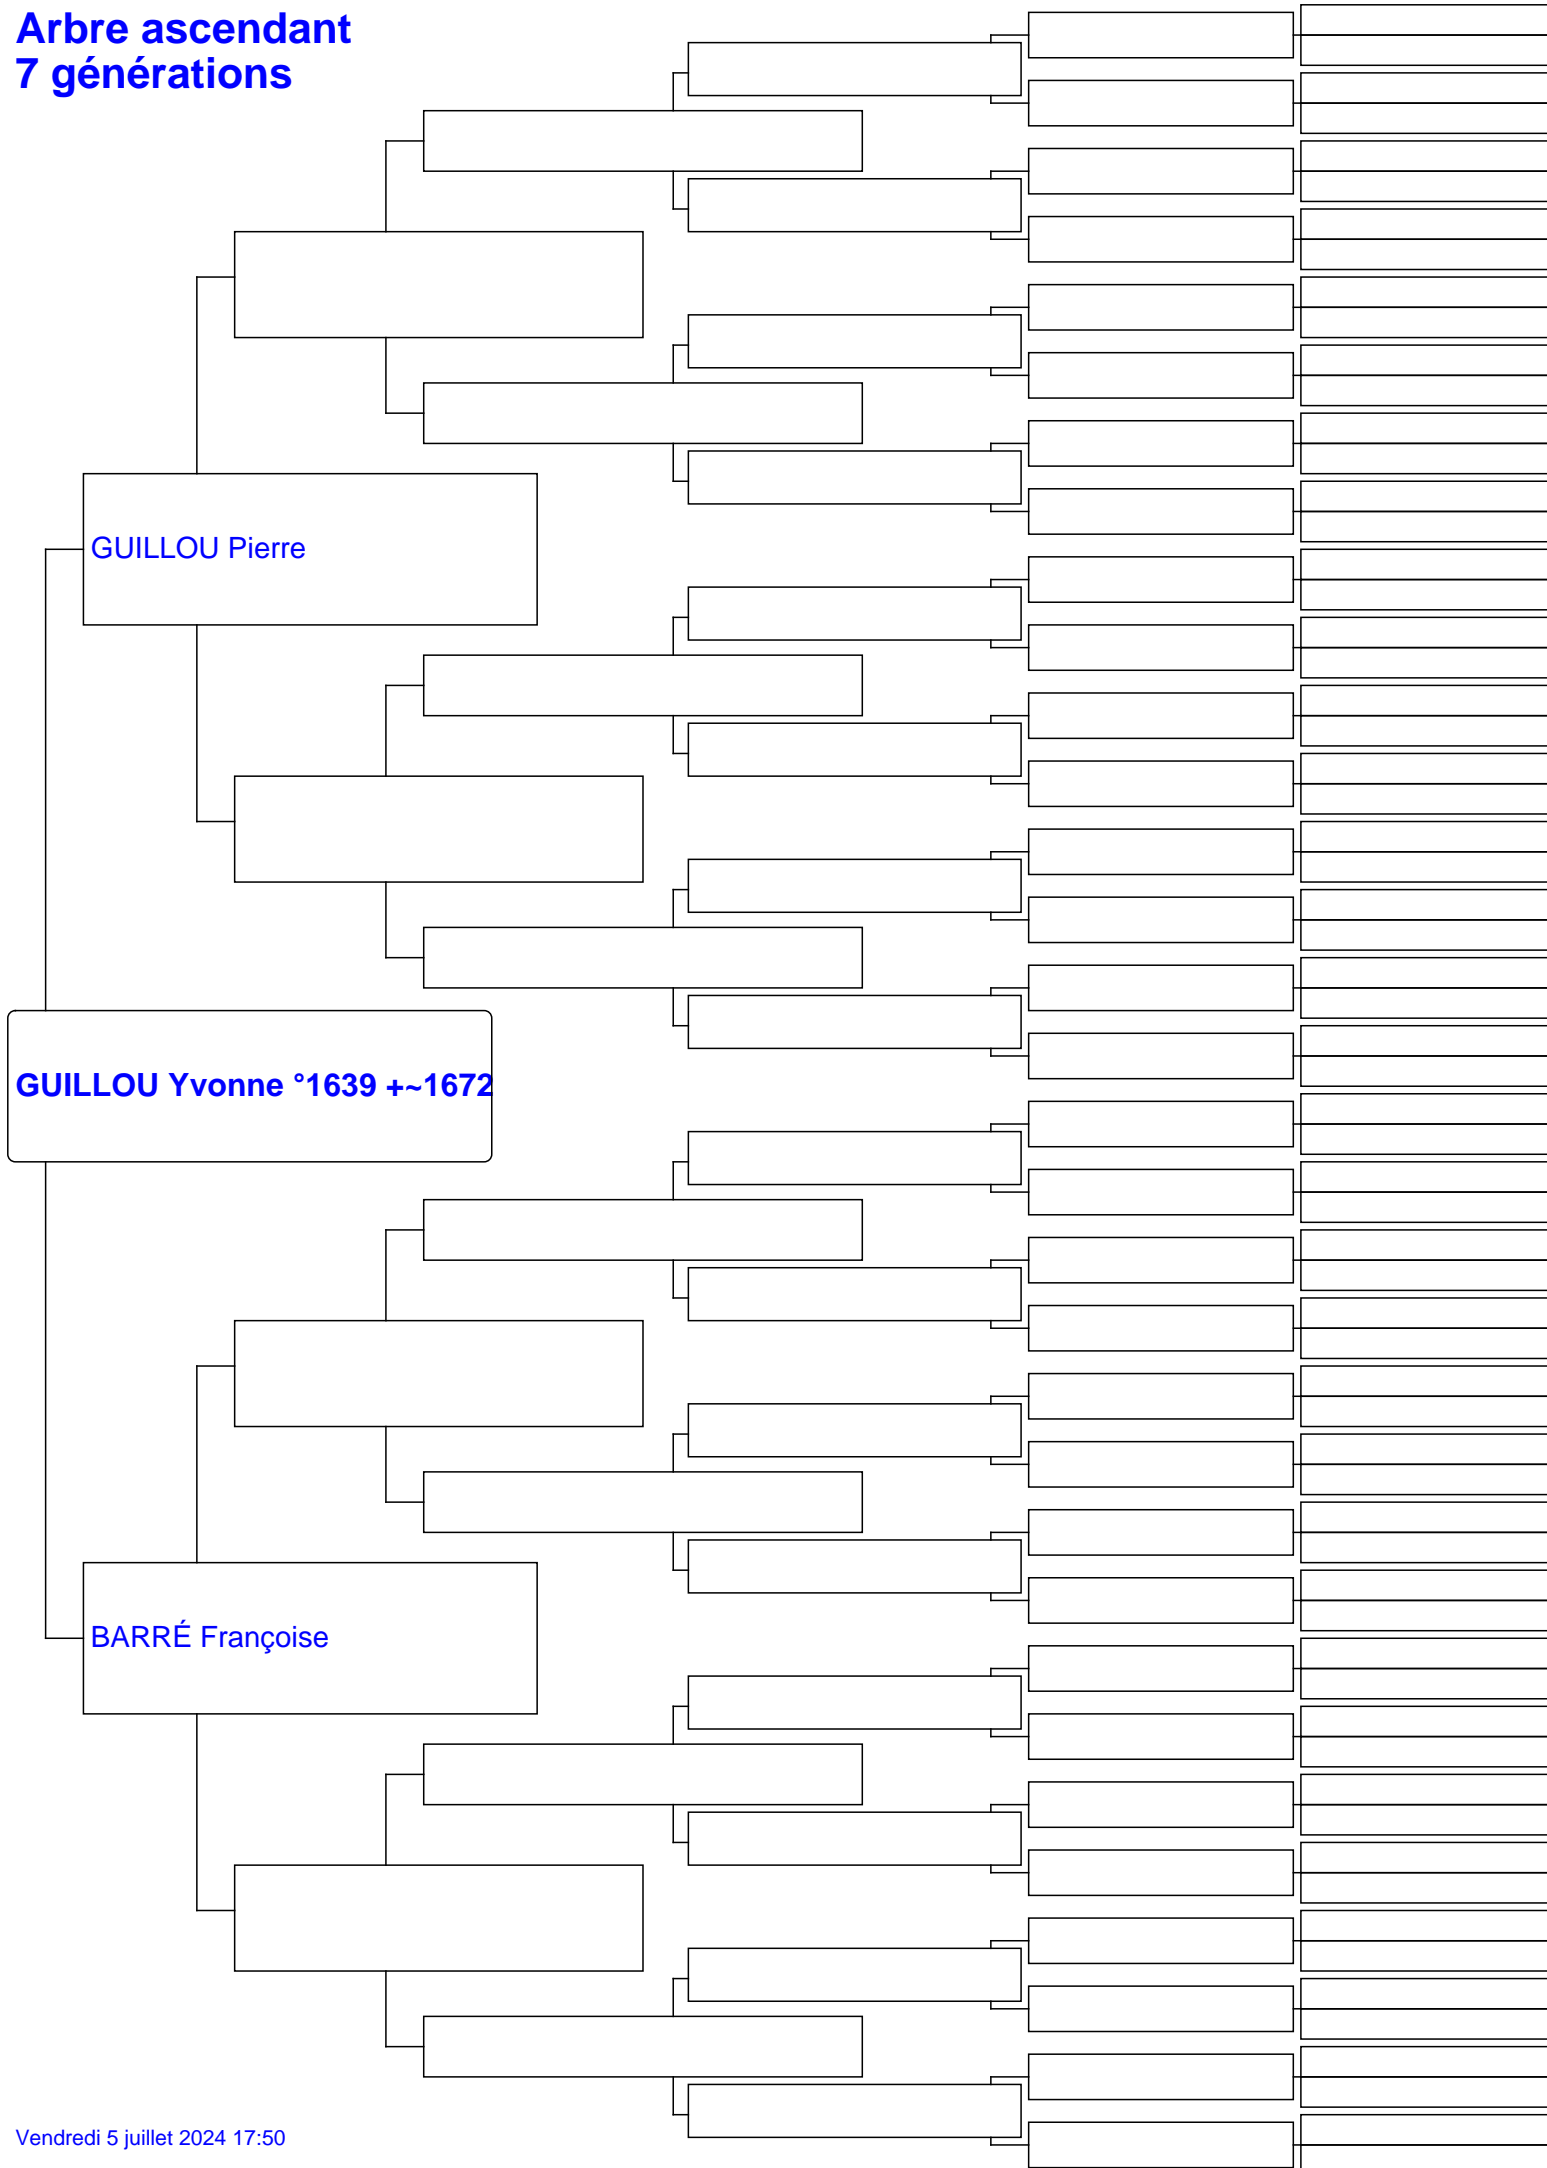 Arbre ascendant
7 générations
GUILLOU Pierre
GUILLOU Yvonne °1639 +~1672
BARRÉ Françoise
Vendredi 5 juillet 2024 17:50